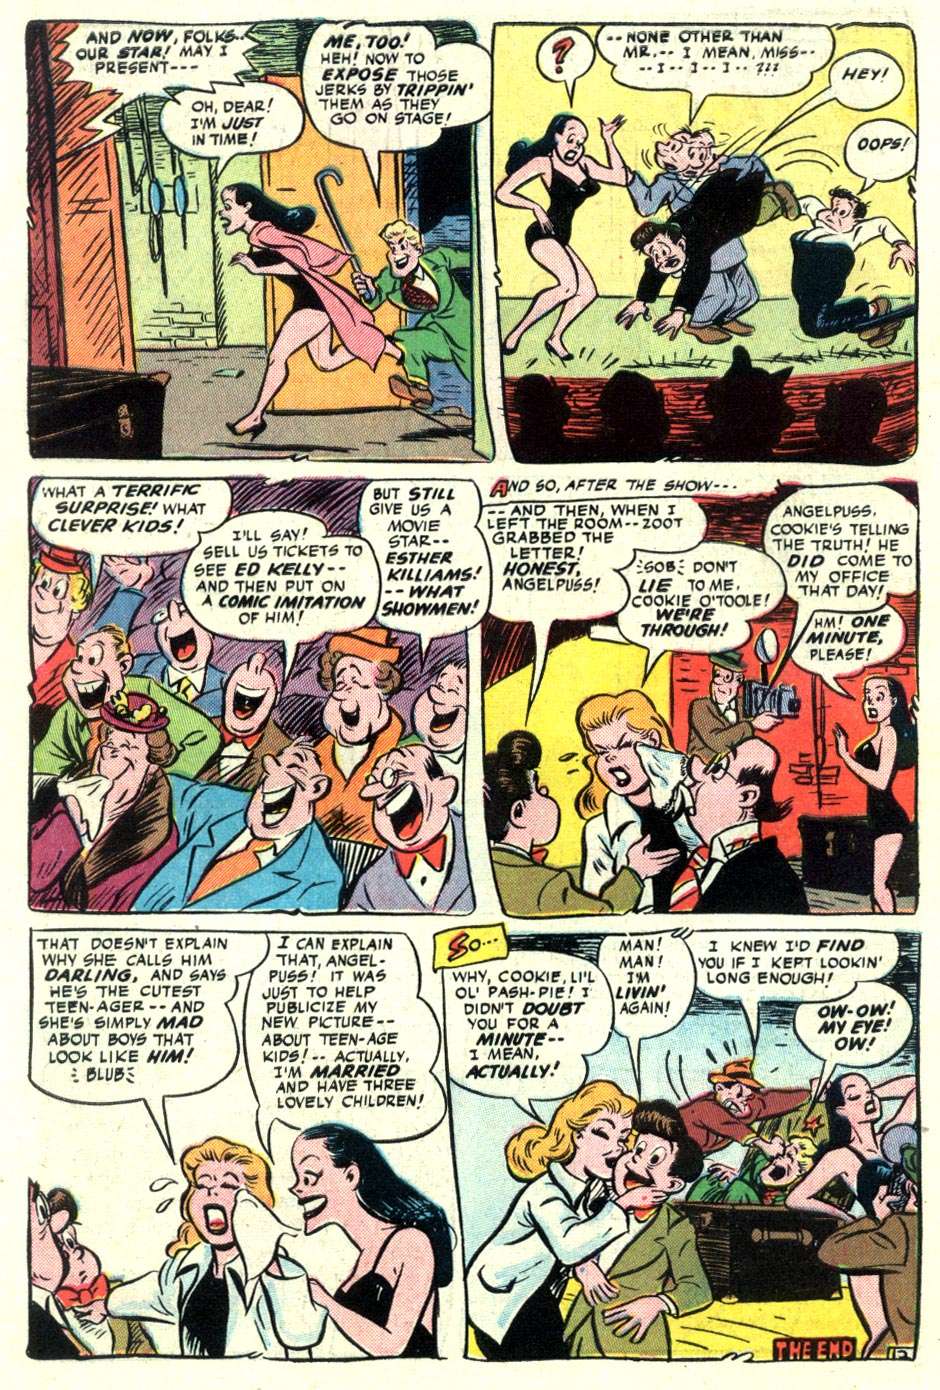 AND NOW, FOLKS--
OUR STAR! MAY I
PRESENT---
OH, DEAR!
I'M JUST
IN TIME!
ME, TOO!
HEH! NOW TO
EXPOSE THOSE
JERKS BY TRIPPIN'
THEM AS THEY
GO ON STAGE!
?
-- NONE OTHER THAN
MR.-- I MEAN, MISS--
-- I -- I -- I -- ???
HEY!
OOPS!
WHAT A TERRIFIC
SURPRISE! WHAT
CLEVER KIDS!
I'LL SAY!
SELL US TICKETS TO
SEE ED KELLY--
AND THEN PUT ON
A COMIC IMITATION
OF HIM!
BUT STILL
GIVE US A
MOVIE
STAR--
ESTHER
KILLIAMS!
-- WHAT
SHOWMEN!
AND SO, AFTER THE SHOW---
-- AND THEN, WHEN I
LEFT THE ROOM -- ZOOT
GRABBED THE
LETTER!
HONEST,
ANGELPUSS!
SOB DON'T
LIE TO ME,
COOKIE O'TOOLE!
WE'RE
THROUGH!
ANGELPUSS,
COOKIE'S TELLING
THE TRUTH! HE
DID COME TO
MY OFFICE
THAT DAY!
HM! ONE
MINUTE,
PLEASE!
THAT DOESN'T EXPLAIN
WHY SHE CALLS HIM
DARLING, AND SAYS
HE'S THE CUTEST
TEEN-AGER -- AND
SHE'S SIMPLY MAD
ABOUT BOYS THAT
LOOK LIKE HIM!
BLUB
I CAN EXPLAIN
THAT, ANGEL-
PUSS! IT WAS
JUST TO HELP
PUBLICIZE MY
NEW PICTURE--
ABOUT TEEN-AGE
KIDS!-- ACTUALLY,
I'M MARRIED
AND HAVE THREE
LOVELY CHILDREN!
SO...
WHY, COOKIE, LI'L
OL' PASH-PIE! I
DIDN'T DOUBT
YOU FOR A
MINUTE--
I MEAN,
ACTUALLY!
MAN!
MAN!
I'M
LIVIN'
AGAIN!
I KNEW I'D FIND
YOU IF I KEPT LOOKIN'
LONG ENOUGH!
OW-OW!
MY EYE!
OW!
THE END
12